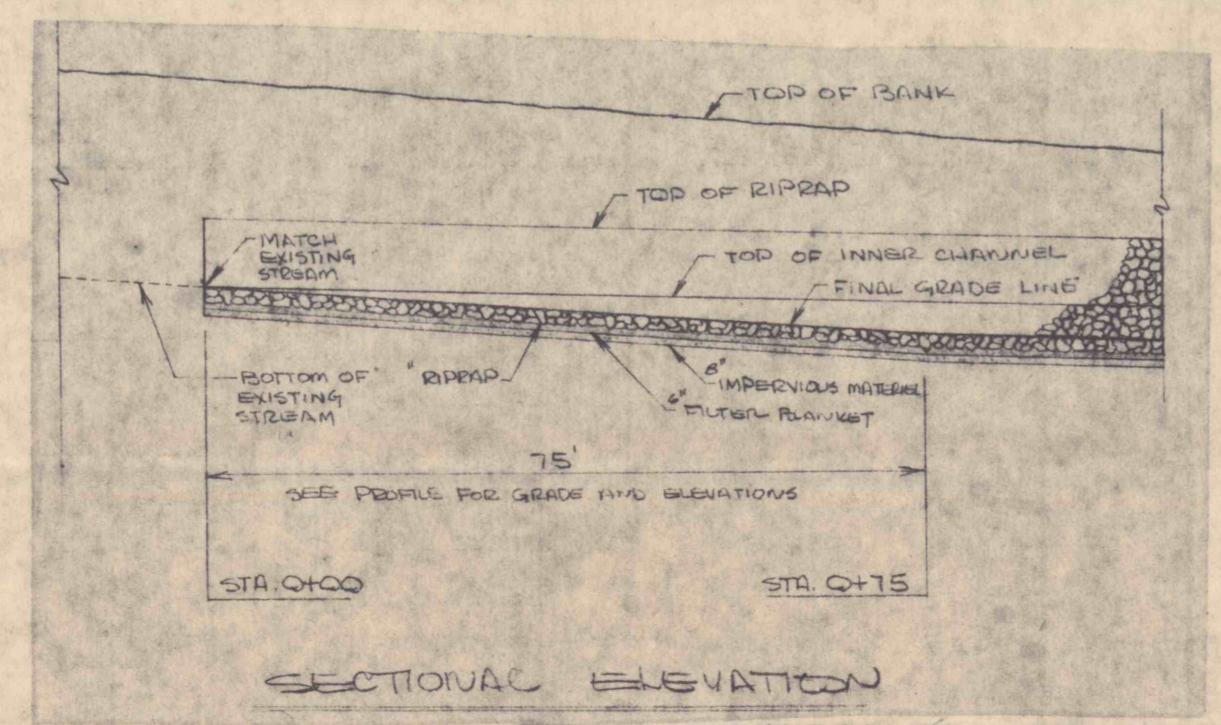 TOP OF BANK
TOP OF RIPRAP
MATCH
EXISTING
STREAM
TOP OF INNER CHANNEL
FINAL GRADE LINE
BOTTOM OF
EXISTING
STREAM
" RIPRAP
8"
IMPERVIOUS MATERIEL
6"
FILTER BLANKET
75'
SEE PROFILE FOR GRADE AND ELEVATIONS
STA. 0+00
STA. 0+75
SECTIONAL ELEVATION